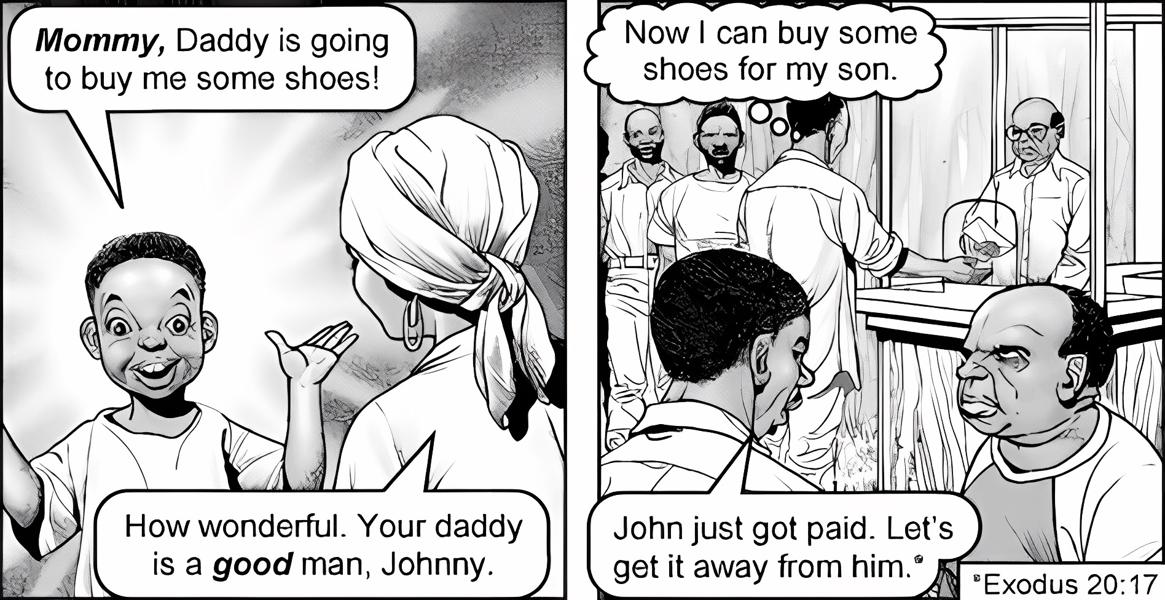 Mommy, Daddy is going
to buy me some shoes!
How wonderful. Your daddy
is a good man, Johnny.
Now I can buy some
shoes for my son.
John just got paid. Let's
get it away from him.*
*Exodus 20:17